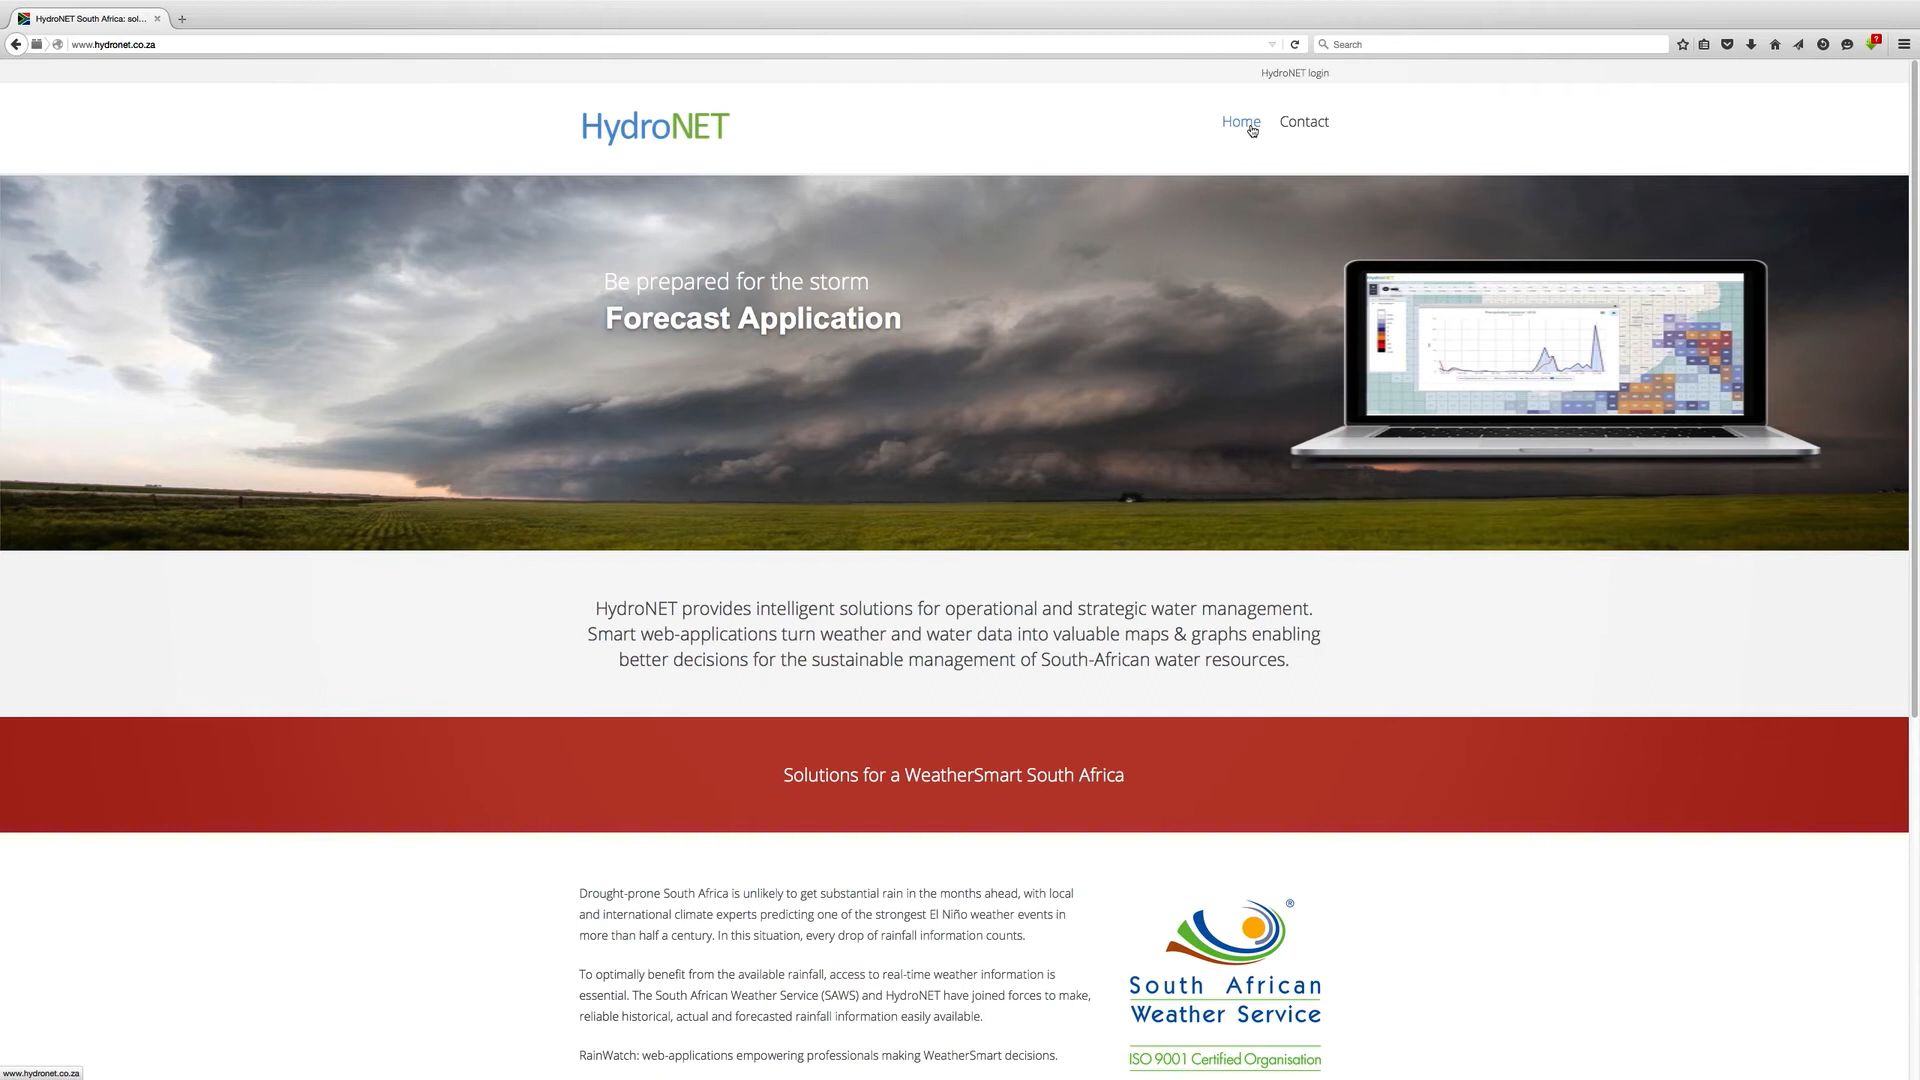 HydroNET South Africa: sol...
www.hydronet.co.za
Search
?
HydroNET login
HydroNET
Home
Contact
Be prepared for the storm
Forecast Application
HydroNET provides intelligent solutions for operational and strategic water management.
Smart web-applications turn weather and water data into valuable maps & graphs enabling
better decisions for the sustainable management of South-African water resources.
Solutions for a WeatherSmart South Africa
Drought-prone South Africa is unlikely to get substantial rain in the months ahead, with local
and international climate experts predicting one of the strongest El Niño weather events in
more than half a century. In this situation, every drop of rainfall information counts.
To optimally benefit from the available rainfall, access to real-time weather information is
essential. The South African Weather Service (SAWS) and HydroNET have joined forces to make,
reliable historical, actual and forecasted rainfall information easily available.
RainWatch: web-applications empowering professionals making WeatherSmart decisions.
®
South African
Weather Service
ISO 9001 Certified Organisation
www.hydronet.co.za